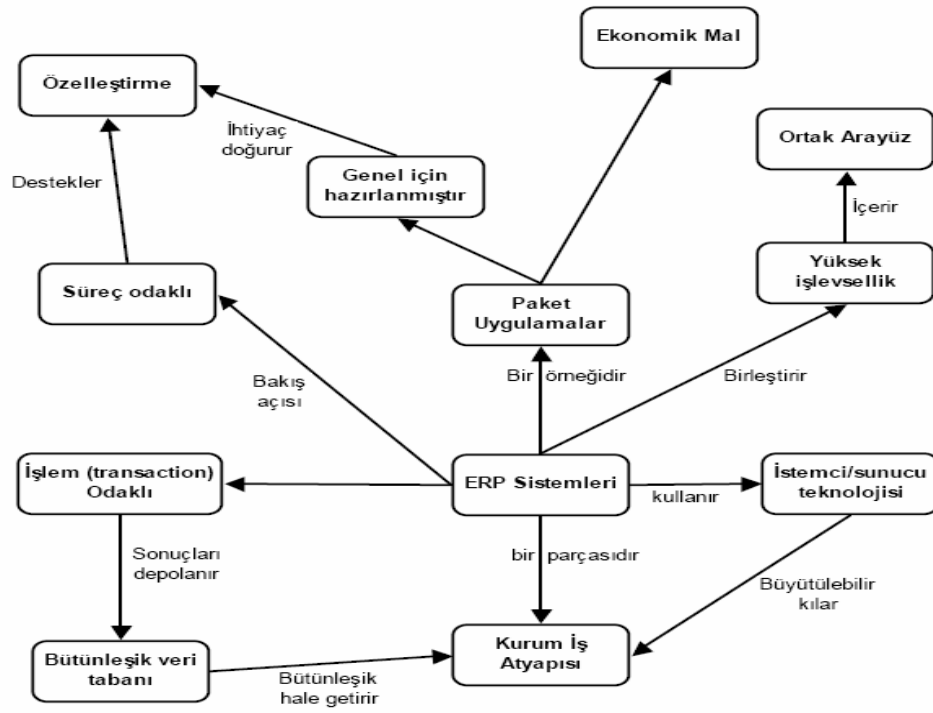 Ekonomik Mal
Özelleştirme
İhtiyaç
doğurur
Ortak Arayüz
Destekler
Genel için
hazırlanmıştır
İçerir
Süreç odaklı
Yüksek
işlevsellik
Paket
Uygulamalar
Bakış
açısı
Bir örneğidir
Birleştirir
İşlem (transaction)
Odaklı
ERP Sistemleri
kullanır
İstemci/sunucu
teknolojisi
Sonuçları
depolanır
bir parçasıdır
Büyütülebilir
kılar
Bütünleşik veri
tabanı
Bütünleşik
hale getirir
Kurum İş
Atyapısı